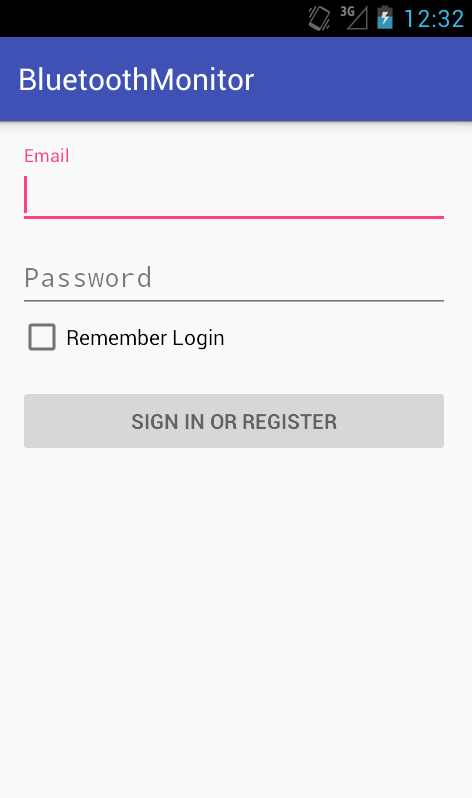 3G 12:32
BluetoothMonitor
Email
Password
Remember Login
SIGN IN OR REGISTER